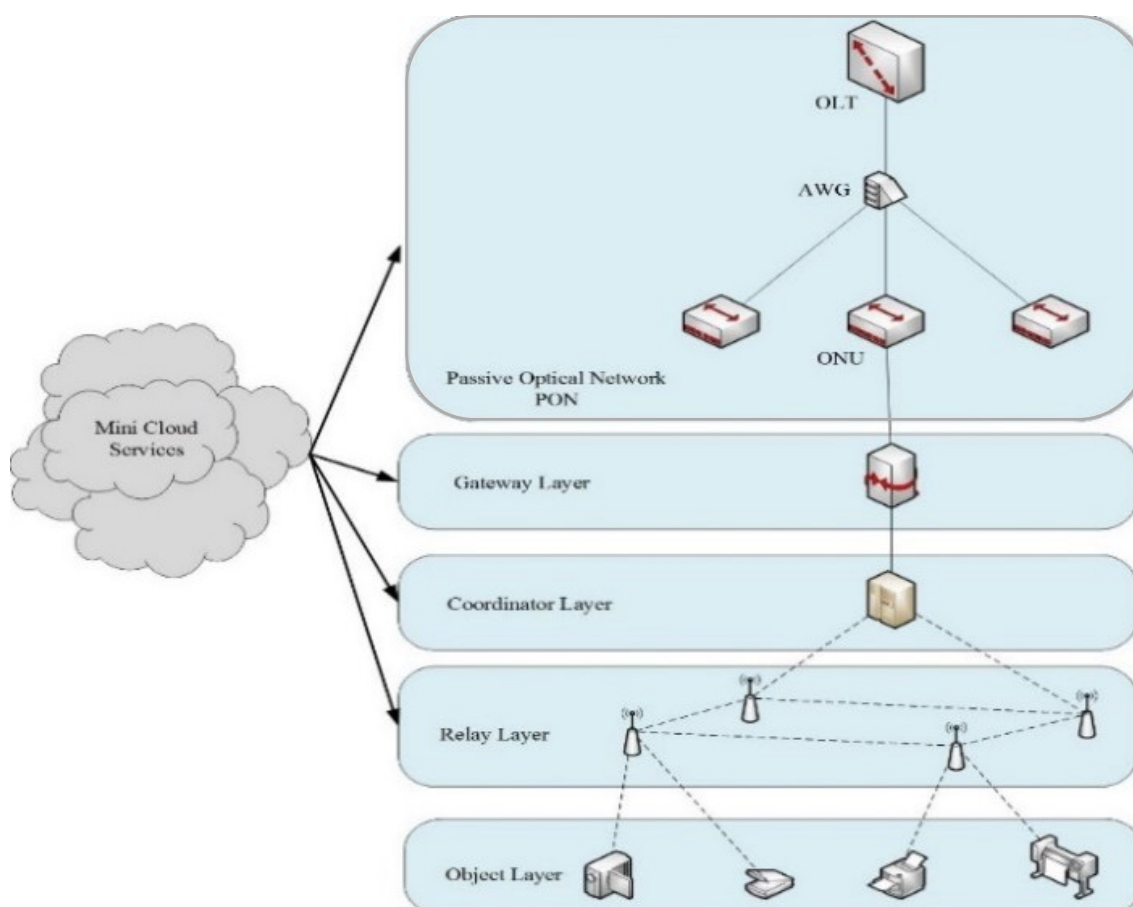 OLT
AWG
ONU
Passive Optical Network
PON
Mini Cloud
Services
Gateway Layer
Coordinator Layer
Relay Layer
Object Layer